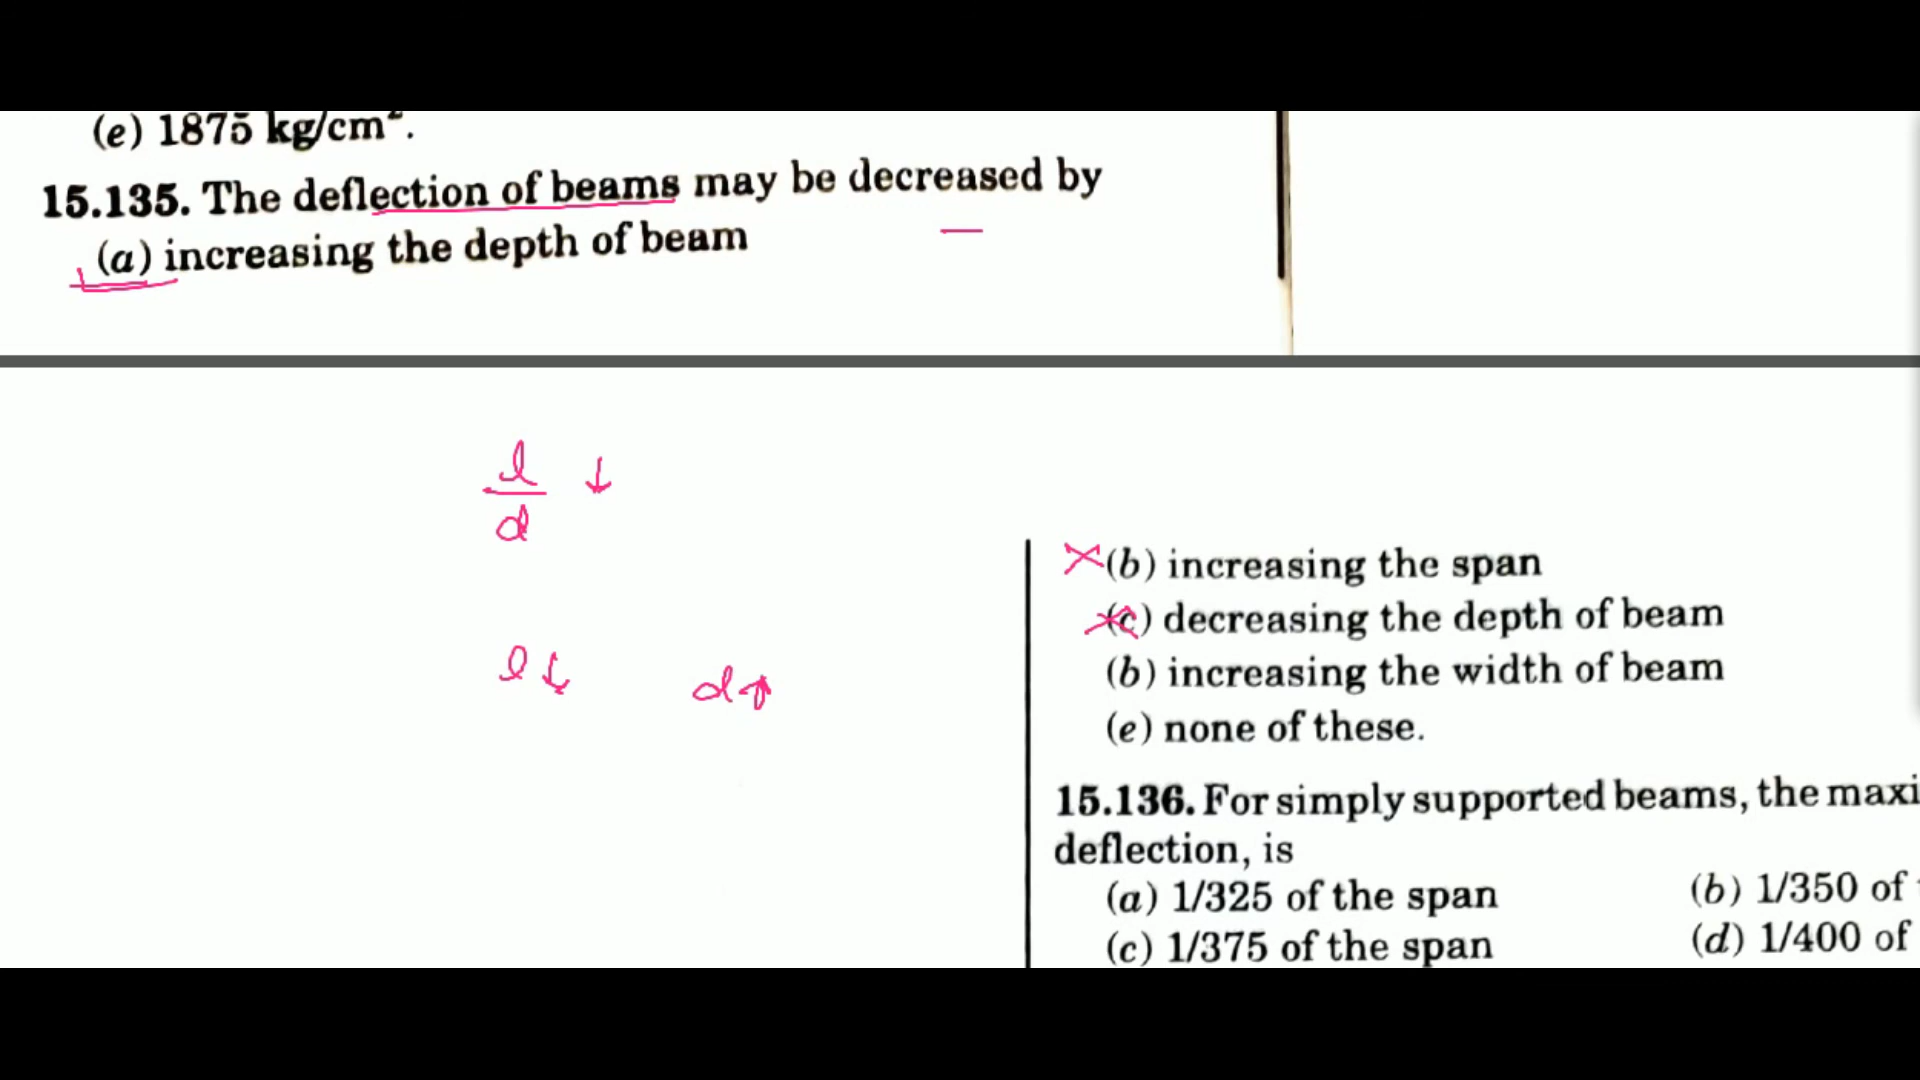 (e) 1875 kg/cm².
15.135. The deflection of beams may be decreased by
(a) increasing the depth of beam
l
d
↓
l ↓ d↑
(b) increasing the span
(c) decreasing the depth of beam
(b) increasing the width of beam
(e) none of these.
15.136. For simply supported beams, the maxi
deflection, is
(a) 1/325 of the span (b) 1/350 of
(c) 1/375 of the span (d) 1/400 of